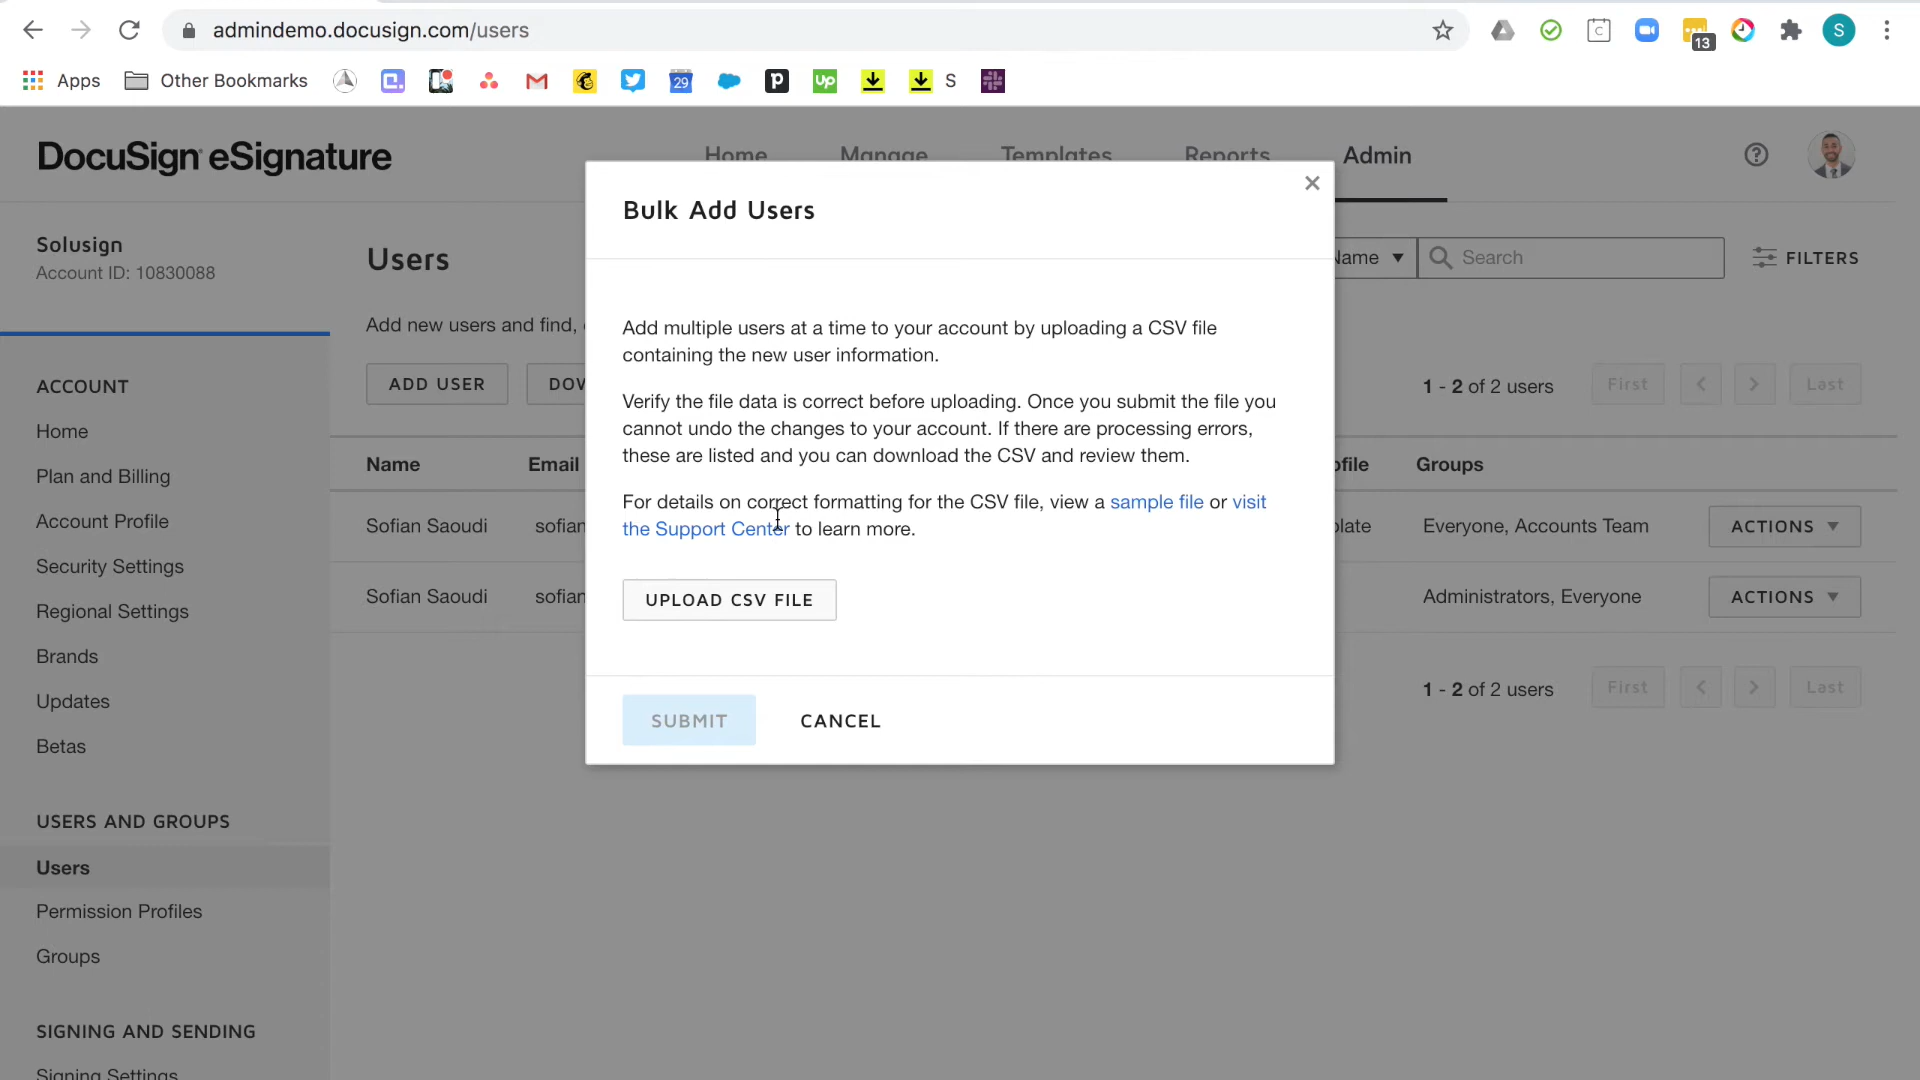 admindemo.docusign.com/users
13
S
Apps
Other Bookmarks
29
up
S
DocuSign eSignature
Home
Manage
Templates
Reports
Admin
Solusign
Account ID: 10830088
Users
Name
Search
FILTERS
Add new users and find,
ADD USER
1 - 2 of 2 users
First
Last
Name
Email
Groups
Sofian Saoudi
Everyone, Accounts Team
ACTIONS
Sofian Saoudi
Administrators, Everyone
ACTIONS
1 - 2 of 2 users
First
Last
ACCOUNT
Home
Plan and Billing
Account Profile
Security Settings
Regional Settings
Brands
Updates
Betas
USERS AND GROUPS
Users
Permission Profiles
Groups
SIGNING AND SENDING
Signing Settings
Bulk Add Users
Add multiple users at a time to your account by uploading a CSV file
containing the new user information.
Verify the file data is correct before uploading. Once you submit the file you
cannot undo the changes to your account. If there are processing errors,
these are listed and you can download the CSV and review them.
For details on correct formatting for the CSV file, view a sample file or visit
the Support Center to learn more.
UPLOAD CSV FILE
SUBMIT
CANCEL